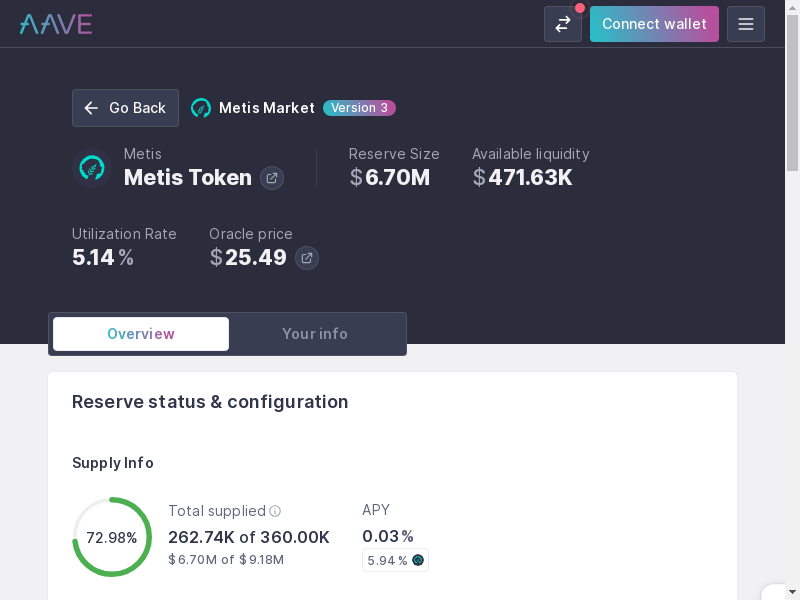 AAVE
Connect wallet
Go Back
Metis Market
Version 3
Metis
Metis Token
Reserve Size
$6.70M
Available liquidity
$471.63K
Utilization Rate
5.14%
Oracle price
$25.49
Overview
Your info
Reserve status & configuration
Supply Info
72.98%
Total supplied
262.74K of 360.00K
$6.70M of $9.18M
APY
0.03%
5.94%